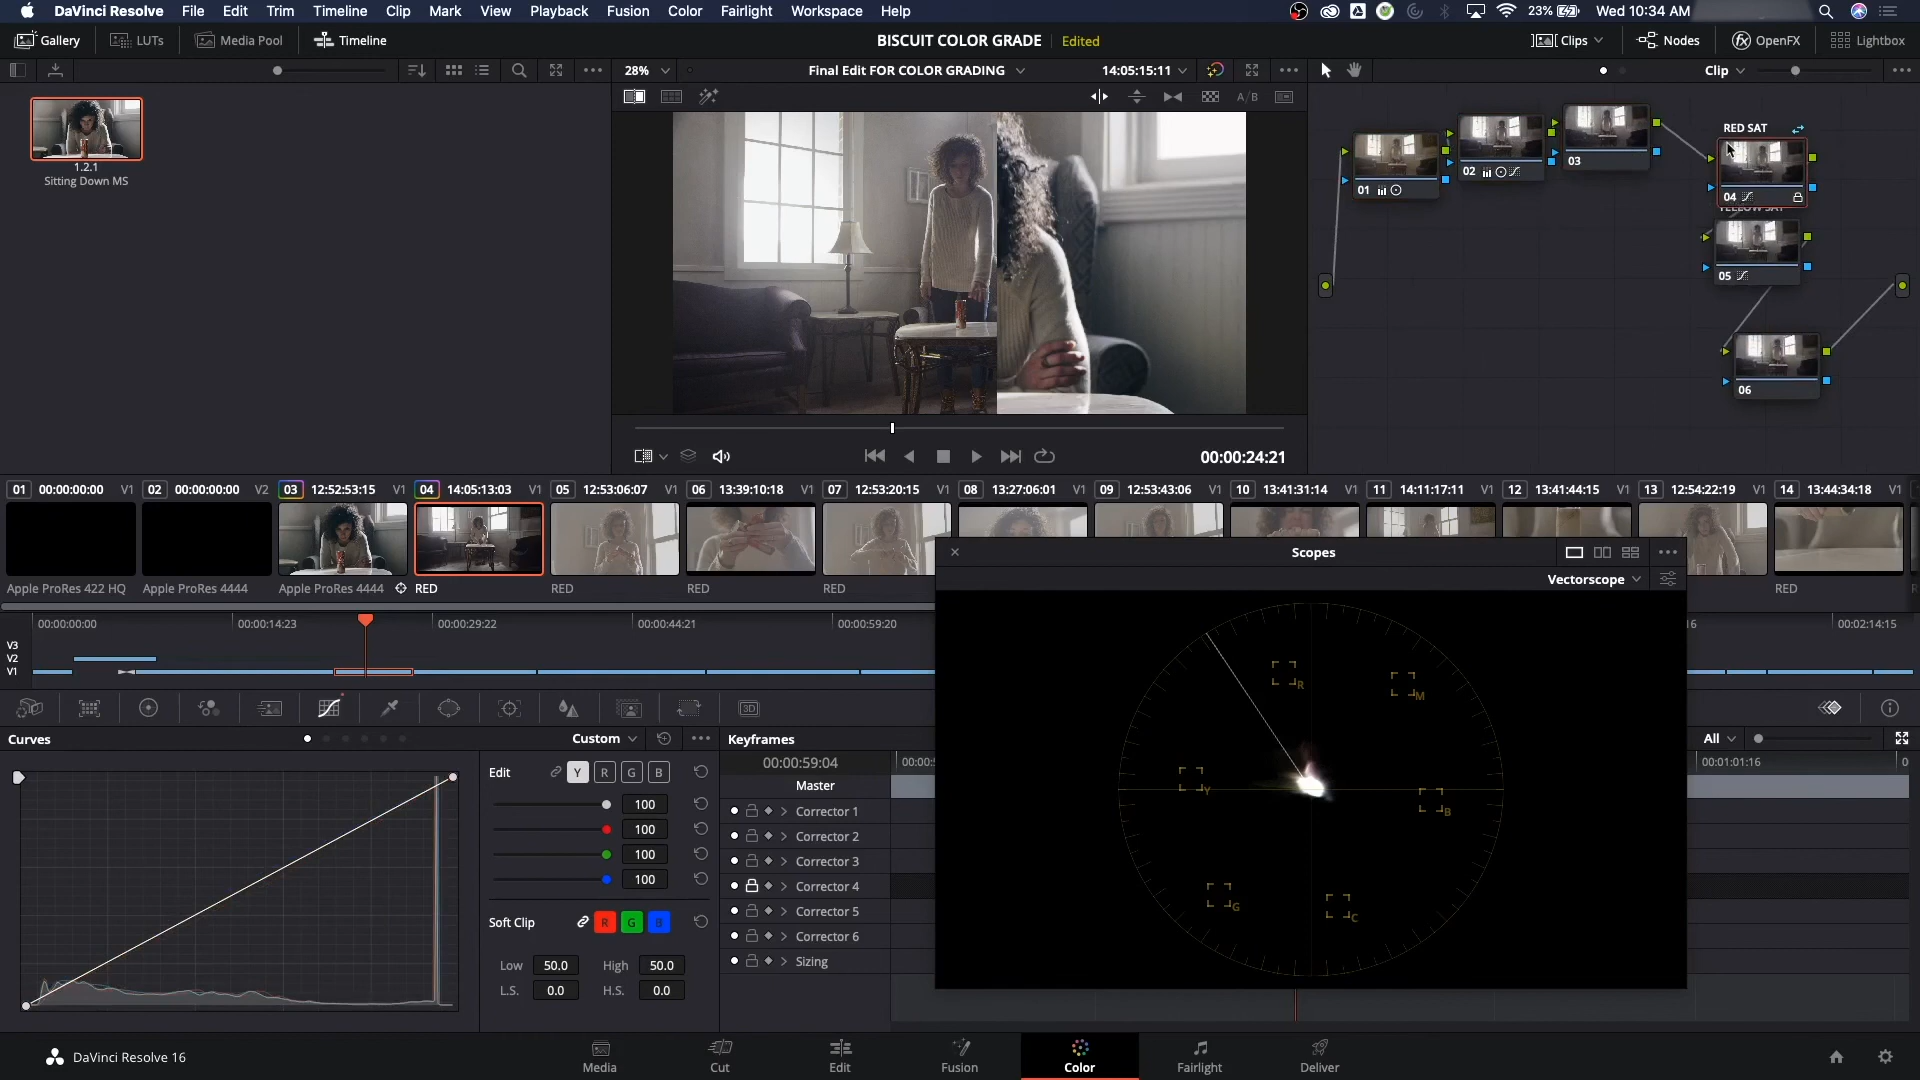 DaVinci Resolve File Edit Trim Timeline Clip Mark View Playback Fusion Color Fairlight Workspace Help 23% Wed 10:34 AM
Gallery LUTs Media Pool Timeline BISCUIT COLOR GRADE Edited Clips Nodes OpenFX Lightbox
28% Final Edit FOR COLOR GRADING 14:05:15:11 Clip
A/B
1.2.1
Sitting Down MS
RED SAT
01
02
03
04
YELLOW SAT
05
06
00:00:24:21
01 00:00:00:00 V1 02 00:00:00:00 V2 03 12:52:53:15 V1 04 14:05:13:03 V1 05 12:53:06:07 V1 06 13:39:10:18 V1 07 12:53:20:15 V1 08 13:27:06:01 V1 09 12:53:43:06 V1 10 13:41:31:14 V1 11 14:11:17:11 V1 12 13:41:44:15 V1 13 12:54:22:19 V1 14 13:44:34:18 V1
Apple ProRes 422 HQ Apple ProRes 4444 Apple ProRes 4444 RED RED RED RED RED
Scopes
Vectorscope
00:00:00:00 00:00:14:23 00:00:29:22 00:00:44:21 00:00:59:20 16 00:02:14:15
V3
V2
V1
R
M
Y
B
G
C
3D
Curves Custom Keyframes All
Edit Y R G B
100
100
100
100
Soft Clip R G B
Low 50.0 High 50.0
L.S. 0.0 H.S. 0.0
00:00:59:04 00:00:5 00:01:01:16 0
Master
Corrector 1
Corrector 2
Corrector 3
Corrector 4
Corrector 5
Corrector 6
Sizing
DaVinci Resolve 16
Media Cut Edit Fusion Color Fairlight Deliver